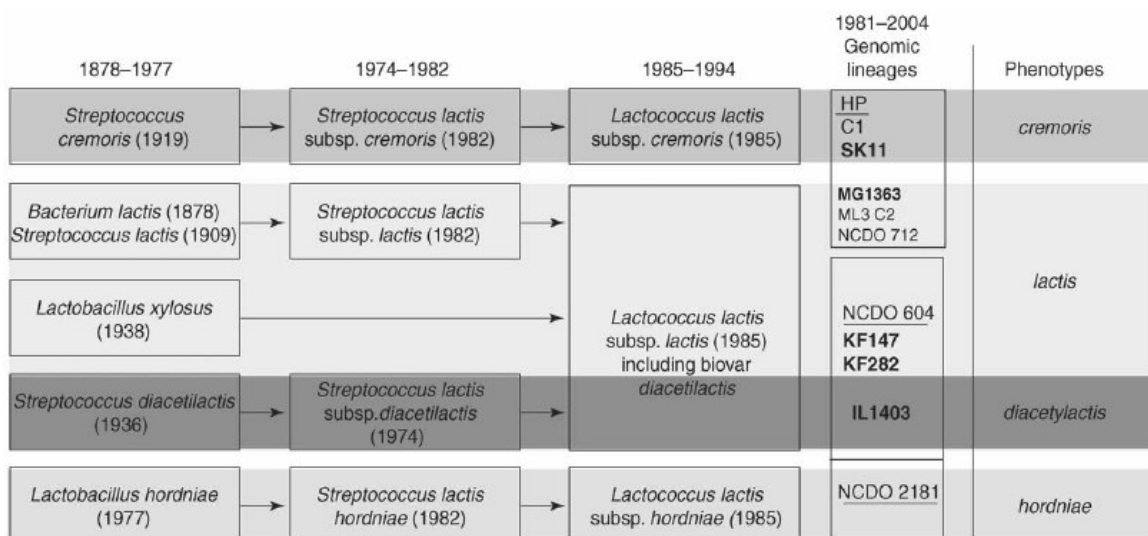 1981–2004
Genomic
lineages
1878–1977
1974–1982
1985–1994
Phenotypes
Streptococcus
cremoris (1919)
Streptococcus lactis
subsp. cremoris (1982)
Lactococcus lactis
subsp. cremoris (1985)
HP
C1
SK11
cremoris
Bacterium lactis (1878)
Streptococcus lactis (1909)
Streptococcus lactis
subsp. lactis (1982)
MG1363
ML3 C2
NCDO 712
lactis
Lactobacillus xylosus
(1938)
Lactococcus lactis
subsp. lactis (1985)
including biovar
diacetilactis
NCDO 604
KF147
KF282
Streptococcus diacetilactis
(1936)
Streptococcus lactis
subsp.diacetilactis
(1974)
IL1403
diacetylactis
Lactobacillus hordniae
(1977)
Streptococcus lactis
hordniae (1982)
Lactococcus lactis
subsp. hordniae (1985)
NCDO 2181
hordniae